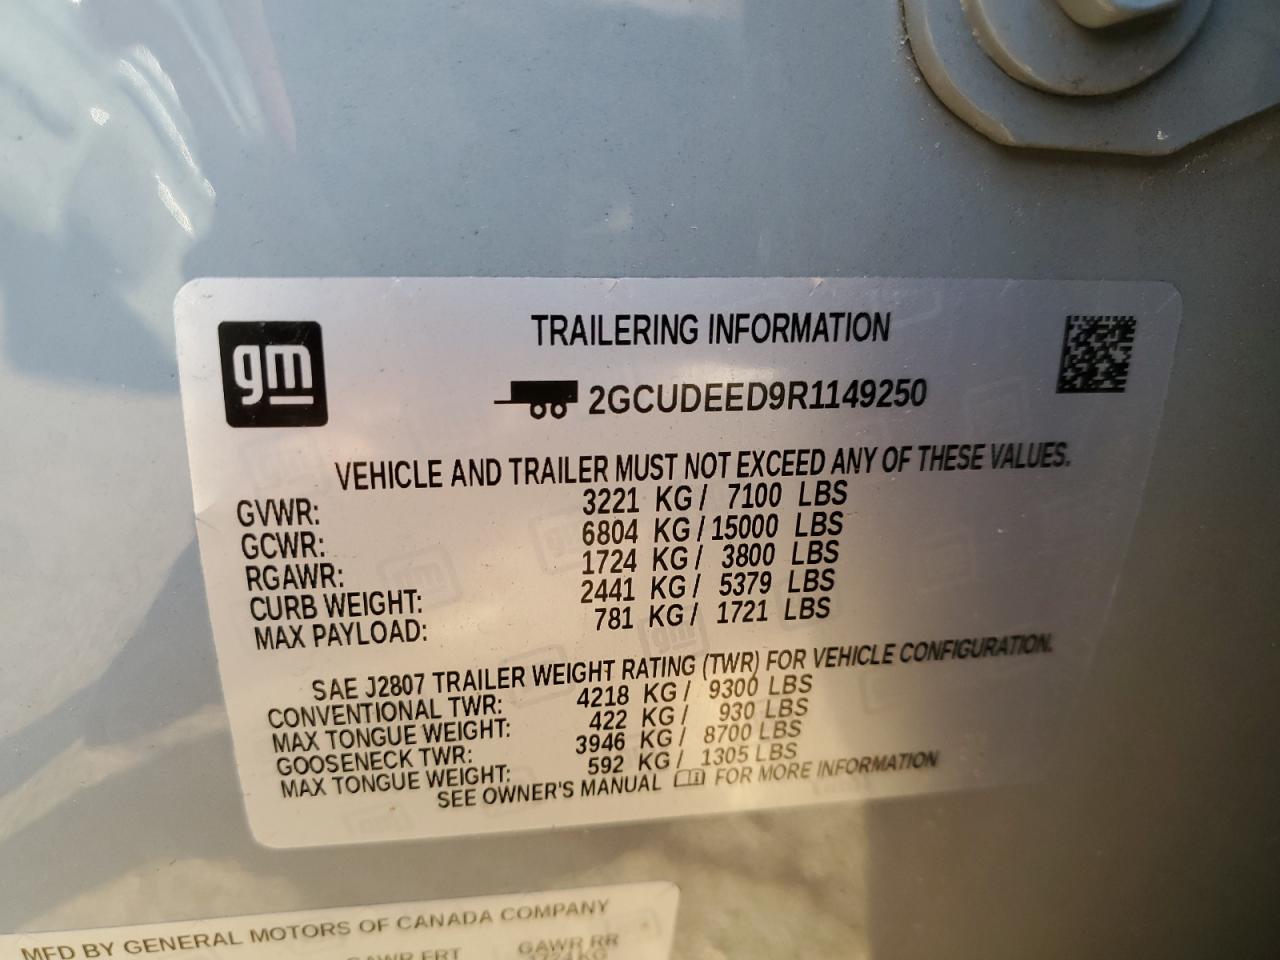 gm
TRAILERING INFORMATION
2GCUDEED9R1149250
VEHICLE AND TRAILER MUST NOT EXCEED ANY OF THESE VALUES.
GVWR: 3221 KG/ 7100 LBS
GCWR: 6804 KG/15000 LBS
RGAWR: 1724 KG/ 3800 LBS
CURB WEIGHT: 2441 KG/ 5379 LBS
MAX PAYLOAD: 781 KG/ 1721 LBS
SAE J2807 TRAILER WEIGHT RATING (TWR) FOR VEHICLE CONFIGURATION.
CONVENTIONAL TWR: 4218 KG/ 9300 LBS
MAX TONGUE WEIGHT: 422 KG/ 930 LBS
GOOSENECK TWR: 3946 KG/ 8700 LBS
MAX TONGUE WEIGHT: 592 KG/ 1305 LBS
SEE OWNER'S MANUAL FOR MORE INFORMATION
MFD BY GENERAL MOTORS OF CANADA COMPANY
GAWR FRT GAWR RR
1724 KG